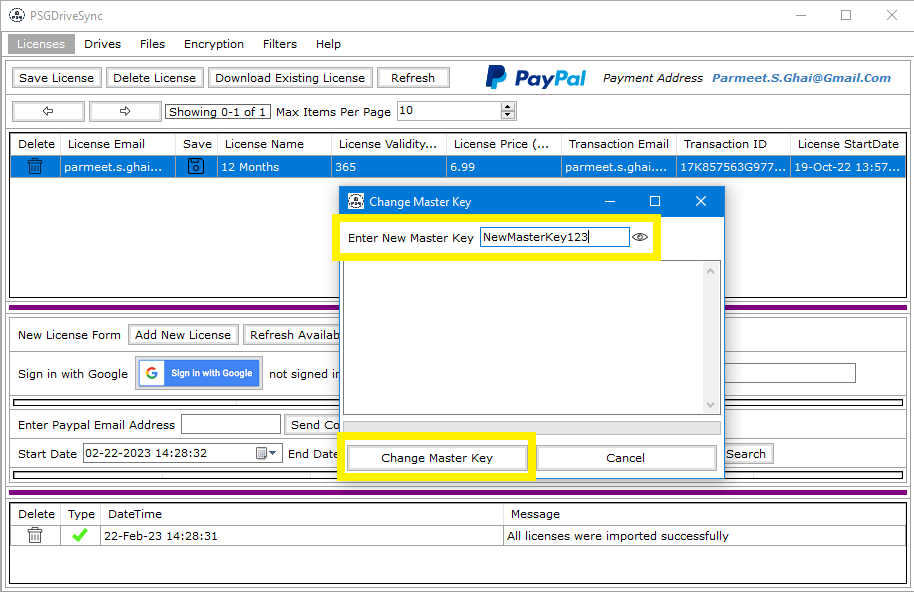 PSGDriveSync
Licenses Drives Files Encryption Filters Help
Save License Delete License Download Existing License Refresh PayPal Payment Address Parmeet.S.Ghai@Gmail.Com
Showing 0-1 of 1 Max Items Per Page 10
Delete License Email Save License Name License Validity... License Price (... Transaction Email Transaction ID License StartDate
parmeet.s.ghai... 12 Months 365 6.99 parmeet.s.ghai.... 17K857563G977... 19-Oct-22 13:57...
Change Master Key
Enter New Master Key NewMasterKey123
New License Form Add New License Refresh Availab
Sign in with Google G Sign in with Google not signed in
Enter Paypal Email Address Send Co
Start Date 02-22-2023 14:28:32 End Date Change Master Key Cancel Search
Delete Type DateTime Message
22-Feb-23 14:28:31 All licenses were imported successfully